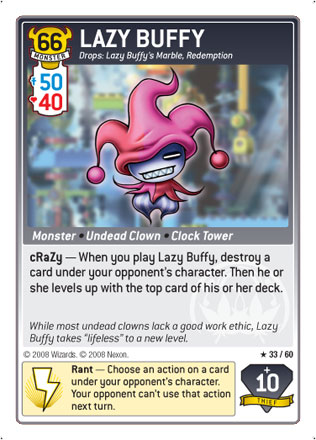 66
MONSTER
LAZY BUFFY
Drops: Lazy Buffy's Marble, Redemption
50
40
Monster • Undead Clown • Clock Tower
cRaZy — When you play Lazy Buffy, destroy a
card under your opponent's character. Then he or
she levels up with the top card of his or her deck.
While most undead clowns lack a good work ethic, Lazy
Buffy takes "lifeless" to a new level.
© 2008 Wizards. © 2008 Nexon.
★ 33 / 60
Rant — Choose an action on a card
under your opponent's character.
Your opponent can't use that action
next turn.
+
10
THIEF